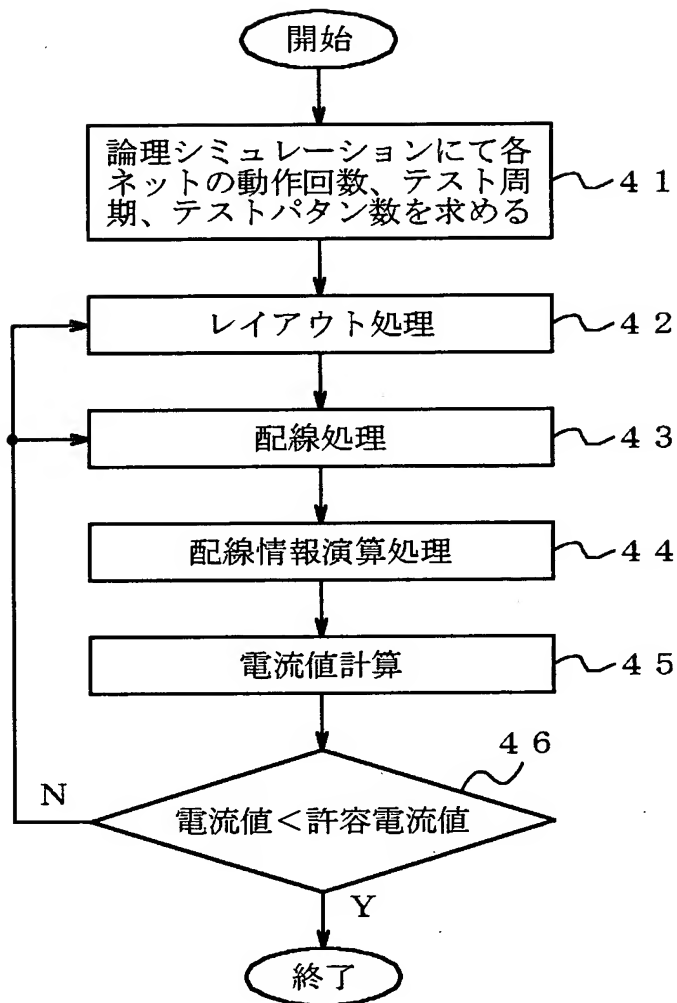 開始
論理シミュレーションにて各
ネットの動作回数、テスト周
期、テストパタン数を求める
41
レイアウト処理
42
配線処理
43
配線情報演算処理
44
電流値計算
45
46
N
電流値<許容電流値
Y
終了